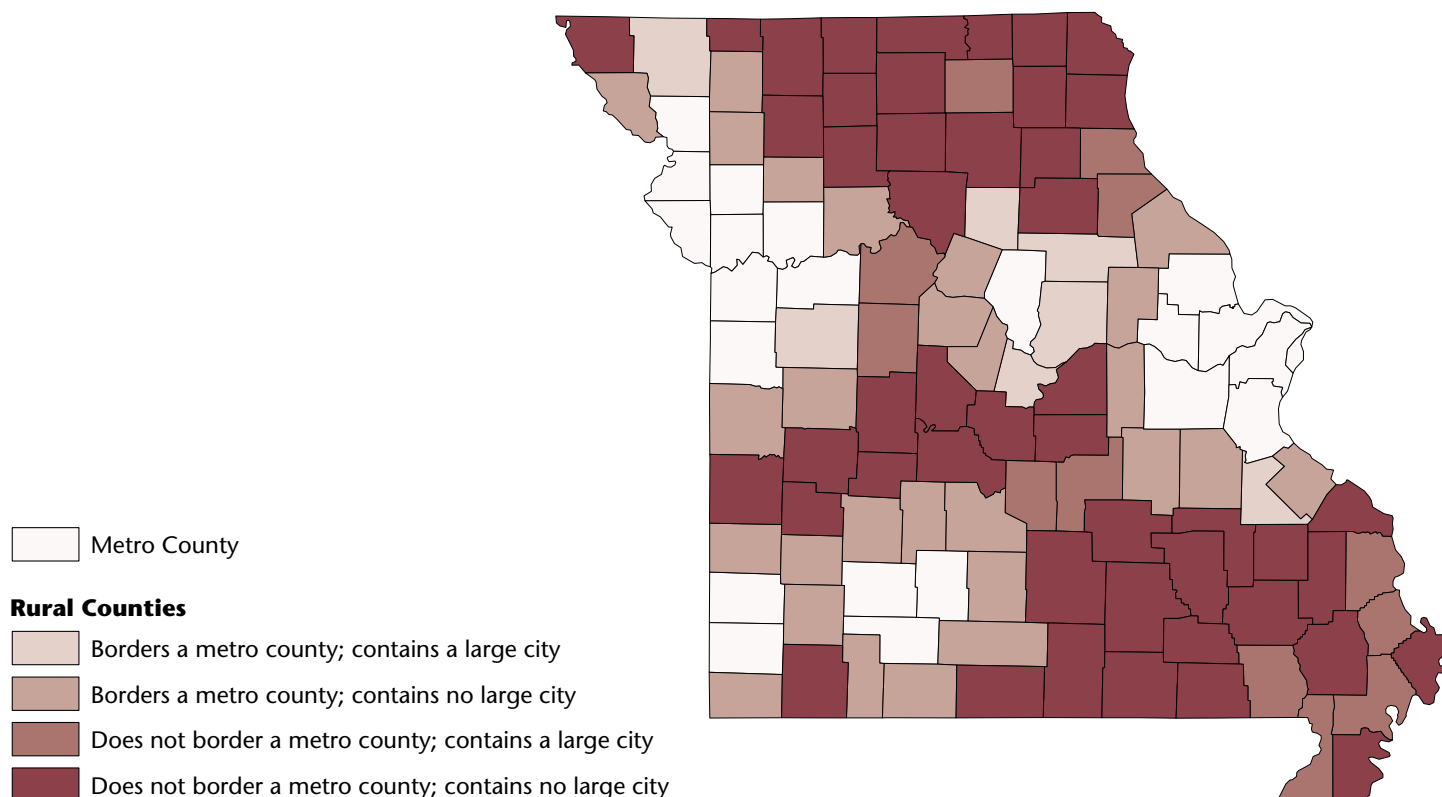 Metro County
Rural Counties
Borders a metro county; contains a large city
Borders a metro county; contains no large city
Does not border a metro county; contains a large city
Does not border a metro county; contains no large city